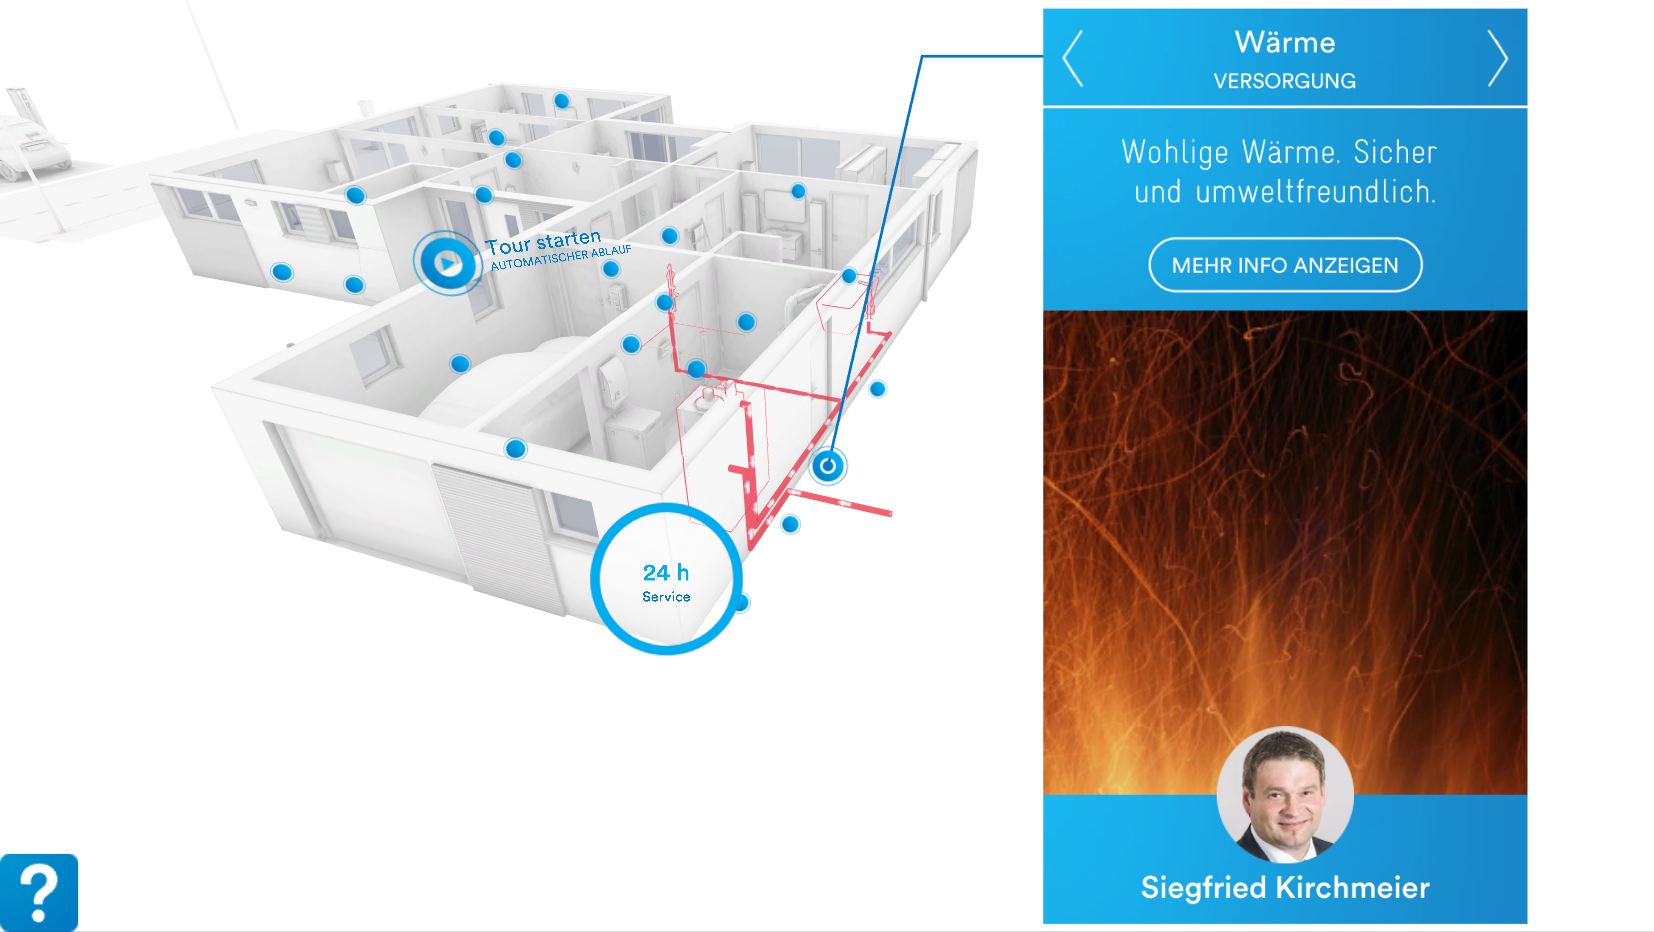 Wärme
VERSORGUNG
Wohlige Wärme. Sicher
und umweltfreundlich.
MEHR INFO ANZEIGEN
Tour starten
AUTOMATISCHER ABLAUF
24 h
Service
Siegfried Kirchmeier
?